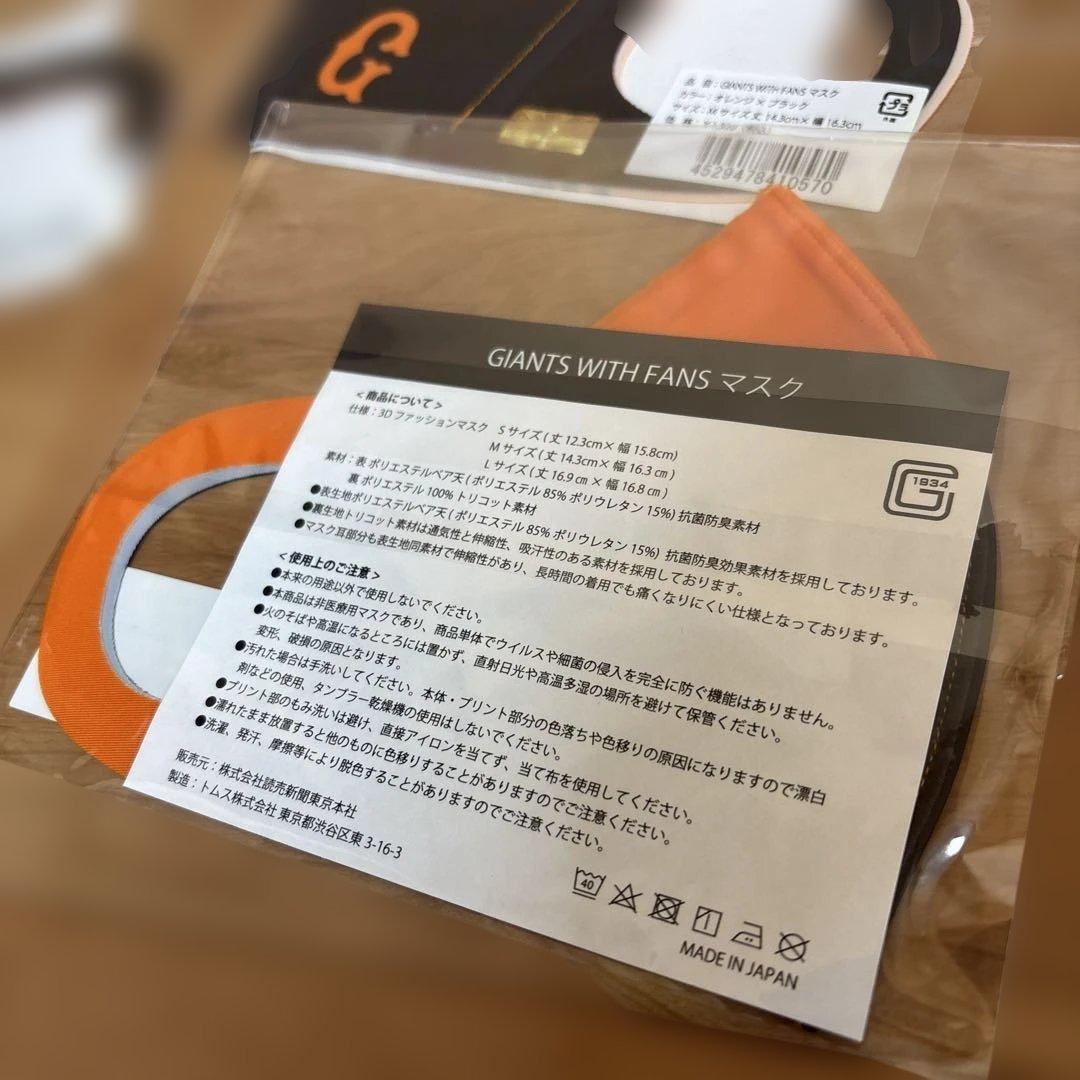 G
品 名：GIANTS WITH FANS マスク
カラー：オレンジ × ブラック
サイズ：Mサイズ 丈 14.3cm× 幅 16.3cm
プラ
4529478410570
GIANTS WITH FANS マスク
＜商品について＞
仕様：3Dファッションマスク Sサイズ ( 丈 12.3cm× 幅 15.8cm)
Mサイズ ( 丈 14.3cm× 幅 16.3 ㎝ )
Lサイズ ( 丈 16.9 ㎝ × 幅 16.8 ㎝ )
素材：表 ポリエステルベア天 ( ポリエステル 85% ポリウレタン 15%) 抗菌防臭素材
裏 ポリエステル 100% トリコット素材
●表生地ポリエステルベア天 ( ポリエステル 85% ポリウレタン 15%) 抗菌防臭効果素材を採用しております。
●裏生地トリコット素材は通気性と伸縮性、吸汗性のある素材を採用しております。
●マスク耳部分も表生地同素材で伸縮性があり、長時間の着用でも痛くなりにくい仕様となっております。
1934
＜使用上のご注意＞
●本来の用途以外で使用しないでください。
●本商品は非医療用マスクであり、商品単体でウイルスや細菌の侵入を完全に防ぐ機能はありません。
●火のそばや高温になるところには置かず、直射日光や高温多湿の場所を避けて保管ください。
変形、破損の原因となります。
●汚れた場合は手洗いしてください。本体・プリント部分の色落ちや色移りの原因になりますので漂白
剤などの使用、タンブラー乾燥機の使用はしないでください。
●プリント部のもみ洗いは避け、直接アイロンを当てず、当て布を使用してください。
●濡れたまま放置すると他のものに色移りすることがありますのでご注意ください。
●洗濯、発汗、摩擦等により脱色することがありますのでご注意ください。
販売元：株式会社読売新聞東京本社
製造：トムス株式会社 東京都渋谷区東 3-16-3
40
MADE IN JAPAN